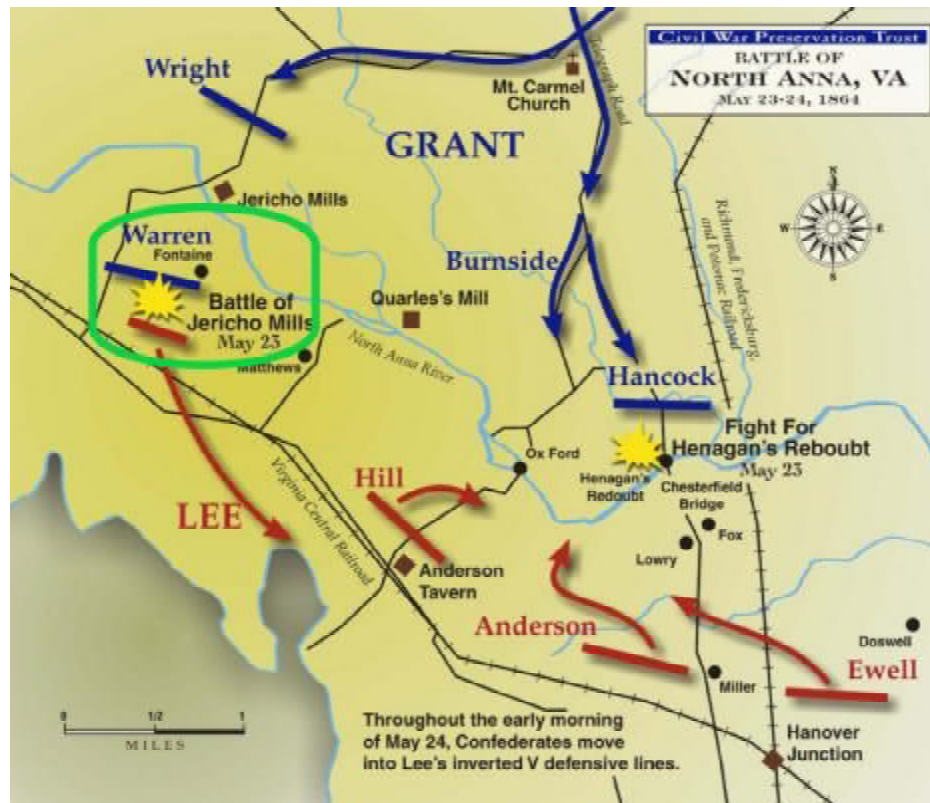 Civil War Preservation Trust
BATTLE OF
NORTH ANNA, VA
MAY 23-24, 1864
Wright
Mt. Carmel
Church
Telegraph Road
GRANT
Jericho Mills
N
W
E
S
Richmond, Fredericksburg,
and Potomac Railroad
Warren
Fontaine
Burnside
Battle of
Jericho Mills
May 23
Quarles's Mill
Matthews
North Anna River
Hancock
Fight For
Henagan's Reboubt
May 23
Ox Ford
Henagan's
Redoubt
Chesterfield
Bridge
Hill
Virginia Central Railroad
LEE
Fox
Lowry
Anderson
Tavern
Anderson
Doswell
Ewell
Miller
Throughout the early morning
of May 24, Confederates move
into Lee's inverted V defensive lines.
Hanover
Junction
0 1/2 1
MILES